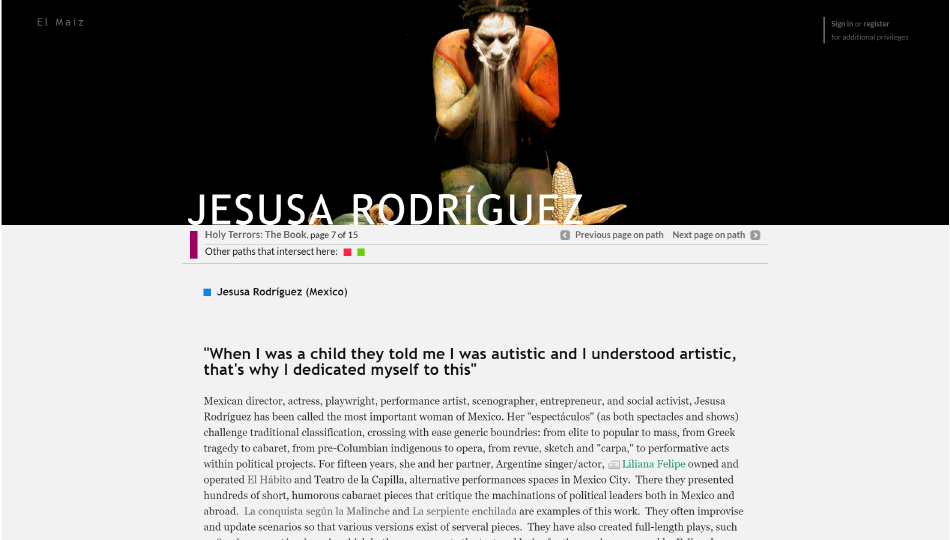 El Maíz
Sign in or register
for additional privileges
JESUSA RODRÍGUEZ
Holy Terrors: The Book, page 7 of 15
Previous page on path Next page on path
Other paths that intersect here:
Jesusa Rodríguez (Mexico)
"When I was a child they told me I was autistic and I understood artistic,
that's why I dedicated myself to this"
Mexican director, actress, playwright, performance artist, scenographer, entrepreneur, and social activist, Jesusa
Rodríguez has been called the most important woman of Mexico. Her "espectáculos" (as both spectacles and shows)
challenge traditional classification, crossing with ease generic boundries: from elite to popular to mass, from Greek
tragedy to cabaret, from pre-Columbian indigenous to opera, from revue, sketch and "carpa," to performative acts
within political projects. For fifteen years, she and her partner, Argentine singer/actor, Liliana Felipe owned and
operated El Hábito and Teatro de la Capilla, alternative performances spaces in Mexico City. There they presented
hundreds of short, humorous cabaraet pieces that critique the machinations of political leaders both in Mexico and
abroad. La conquista según la Malinche and La serpiente enchilada are examples of this work. They often improvise
and update scenarios so that various versions exist of serveral pieces. They have also created full-length plays, such